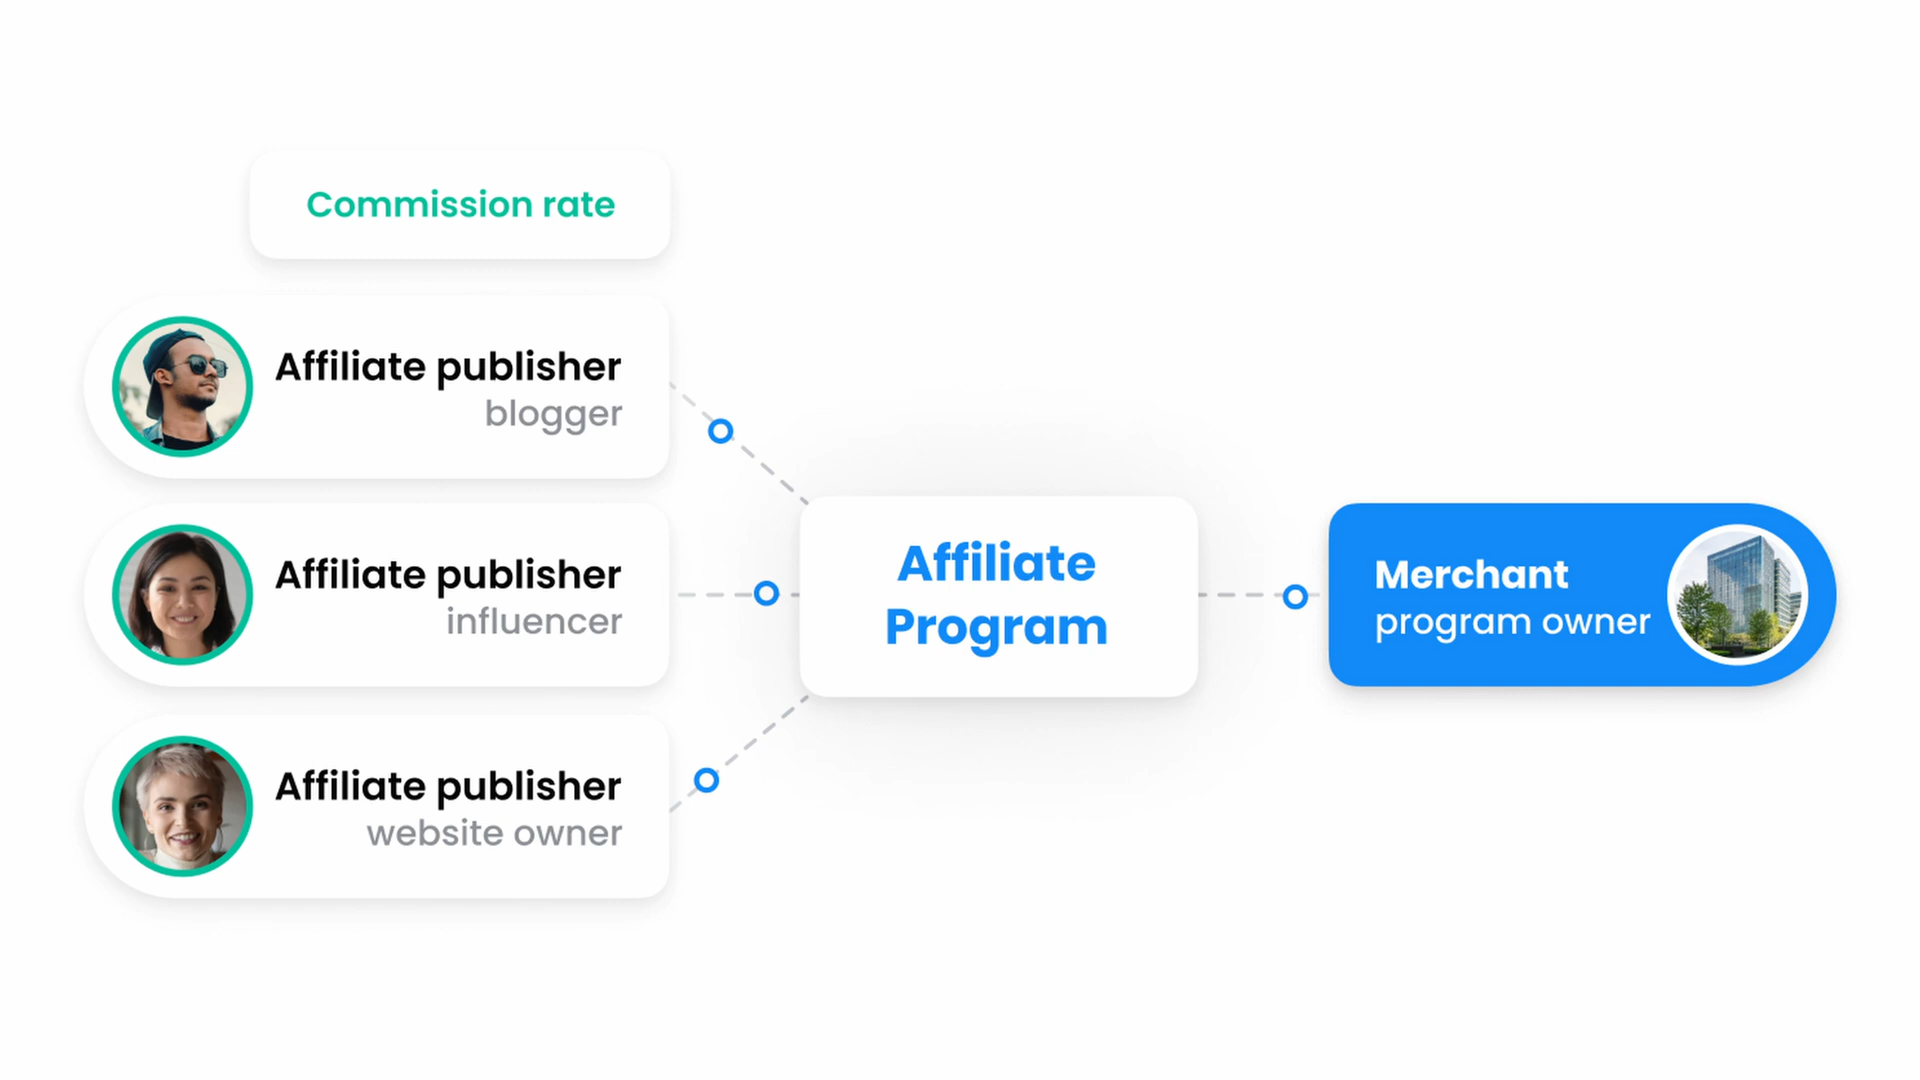 Commission rate
Affiliate publisher
blogger
Affiliate publisher
influencer
Affiliate publisher
website owner
Affiliate
Program
Merchant
program owner